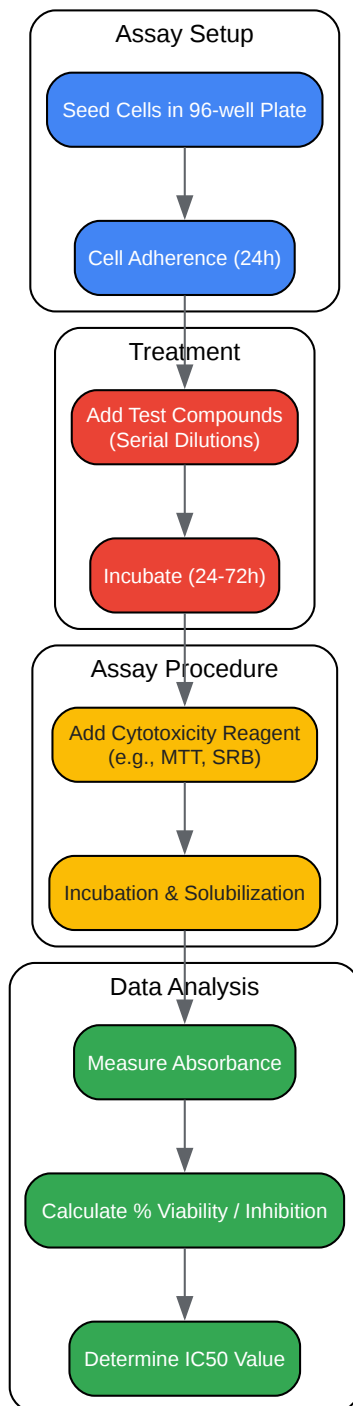 Assay Setup
Seed Cells in 96-well Plate
Cell Adherence (24h)
Treatment
Add Test Compounds
(Serial Dilutions)
Incubate (24-72h)
Assay Procedure
Add Cytotoxicity Reagent
(e.g., MTT, SRB)
Incubation & Solubilization
Data Analysis
Measure Absorbance
Calculate % Viability / Inhibition
Determine IC50 Value